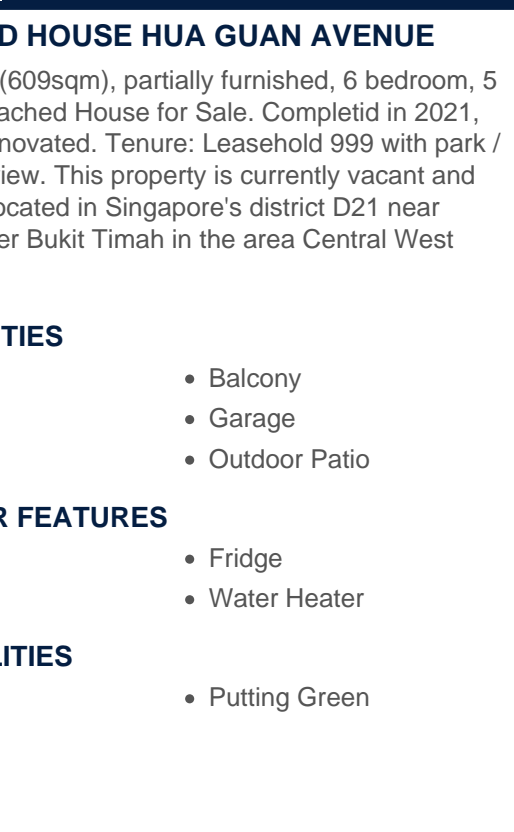 D HOUSE HUA GUAN AVENUE
(609sqm), partially furnished, 6 bedroom, 5
ached House for Sale. Completid in 2021,
novated. Tenure: Leasehold 999 with park /
iew. This property is currently vacant and
ocated in Singapore's district D21 near
er Bukit Timah in the area Central West
TIES
• Balcony
• Garage
• Outdoor Patio
R FEATURES
• Fridge
• Water Heater
LITIES
• Putting Green